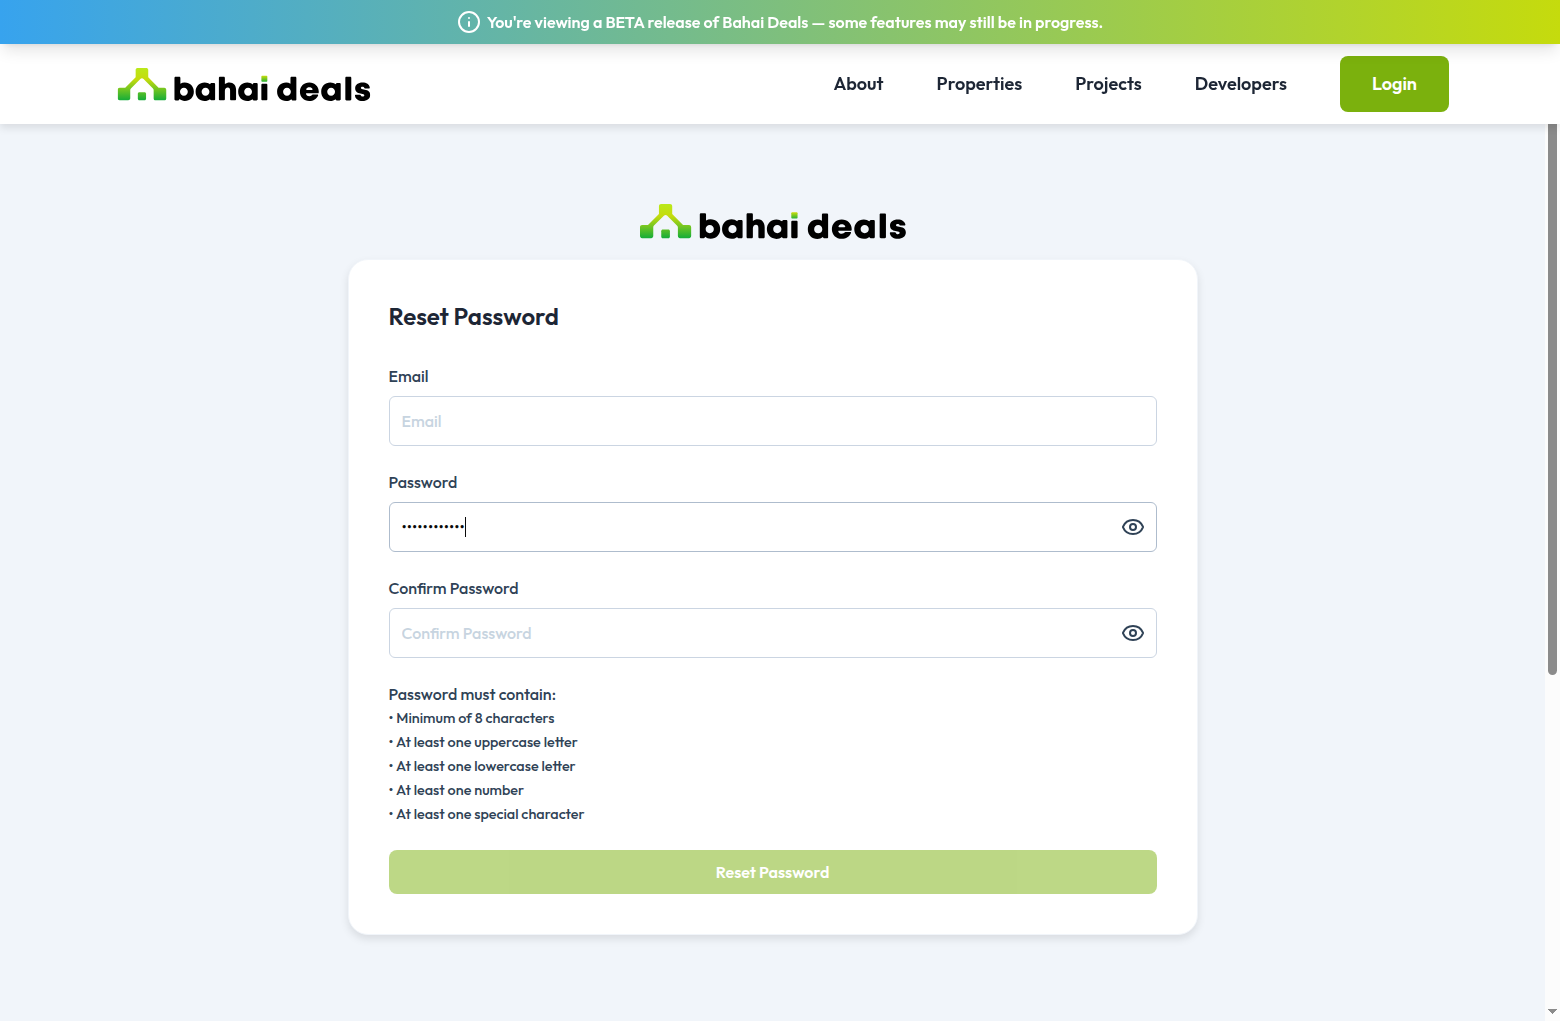 You're viewing a BETA release of Bahai Deals — some features may still be in progress.
bahai deals
About
Properties
Projects
Developers
Login
bahai deals
Reset Password
Email
Email
Password
••••••••••••
Confirm Password
Confirm Password
Password must contain:
• Minimum of 8 characters
• At least one uppercase letter
• At least one lowercase letter
• At least one number
• At least one special character
Reset Password